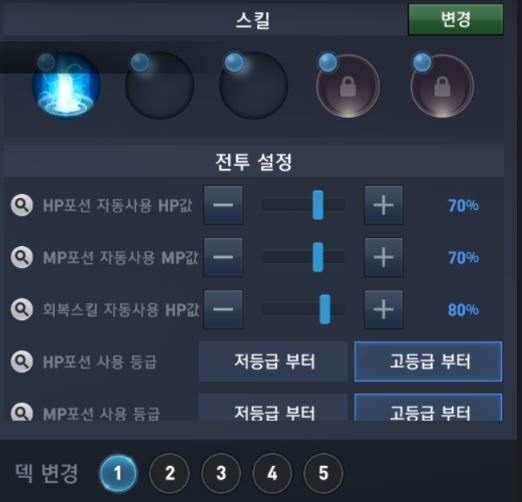 스킬 변경
전투 설정
HP포션 자동사용 HP값 70%
MP포션 자동사용 MP값 70%
회복스킬 자동사용 HP값 80%
HP포션 사용 등급 저등급 부터 고등급 부터
MP포션 사용 등급 저등급 부터 고등급 부터
덱 변경 1 2 3 4 5